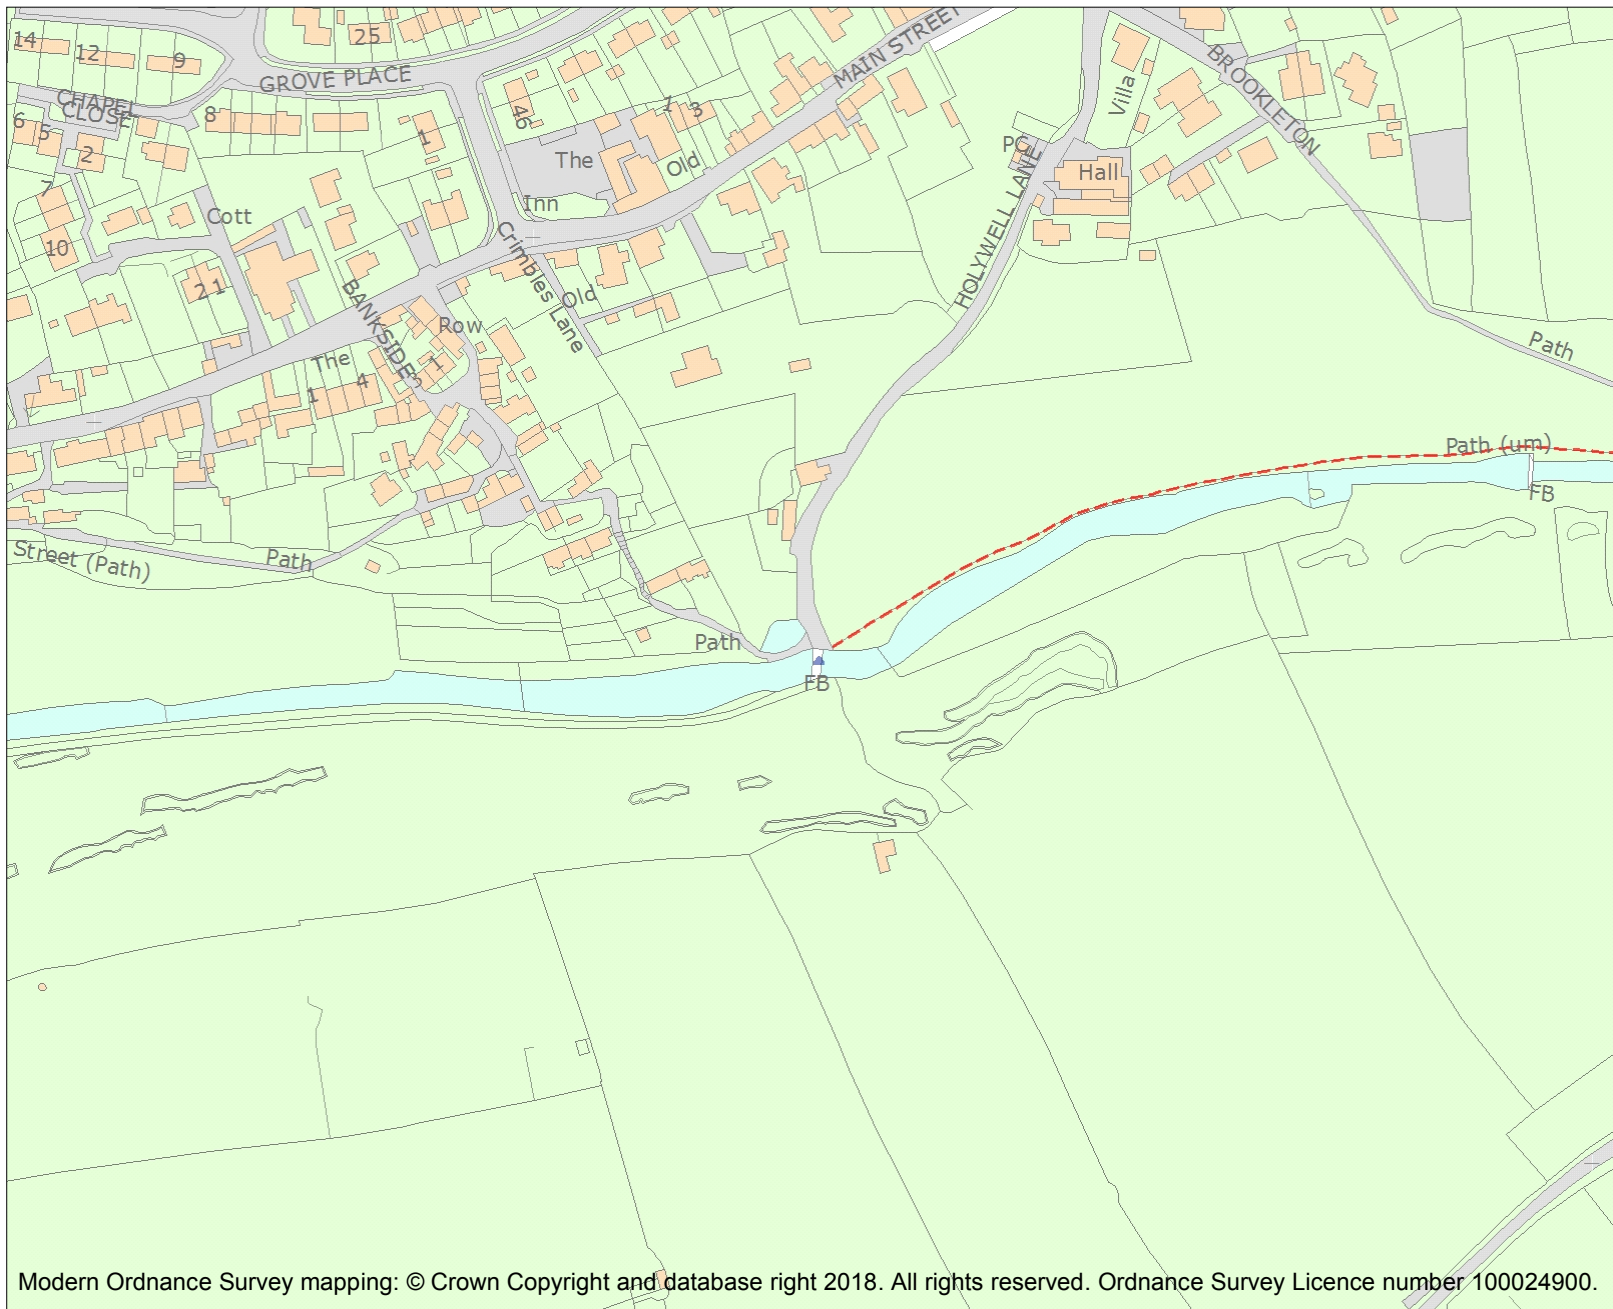 14
12
9
25
GROVE PLACE
MAIN STREET
BROOKLETON
Villa
CHAPEL
CLOSE
6
5
2
8
1
46
1
3
The
Old
Inn
PC
Hall
HOLYWELL LANE
7
10
Cott
2 1
Crimbles Lane
Old
BANKSIDE
Row
The
1
4
3
1
Path
Path (um)
FB
Street (Path)
Path
Path
FB
Modern Ordnance Survey mapping: © Crown Copyright and database right 2018. All rights reserved. Ordnance Survey Licence number 100024900.